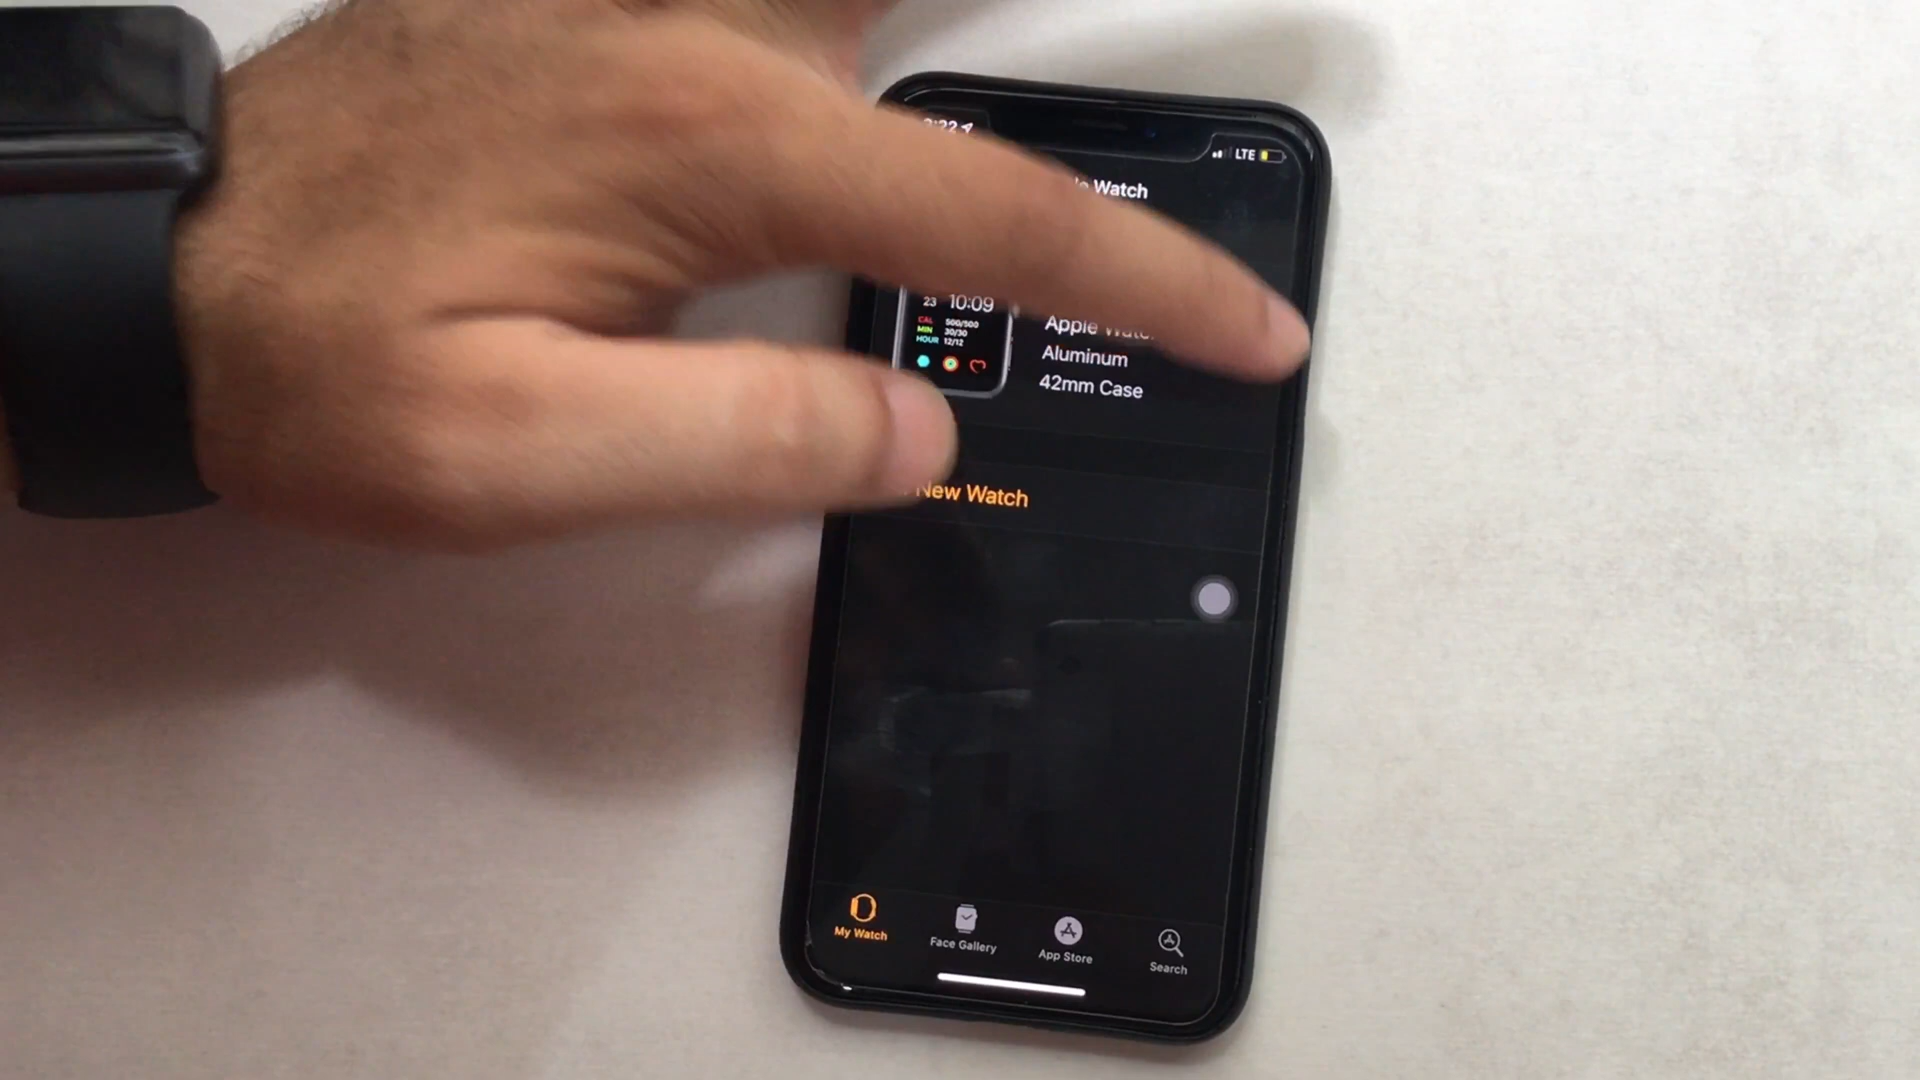 LTE
Watch
23 10:09
CAL 500/500
MIN 30/30
HOUR 12/12
Apple Watch
Aluminum
42mm Case
New Watch
My Watch
Face Gallery
App Store
Search